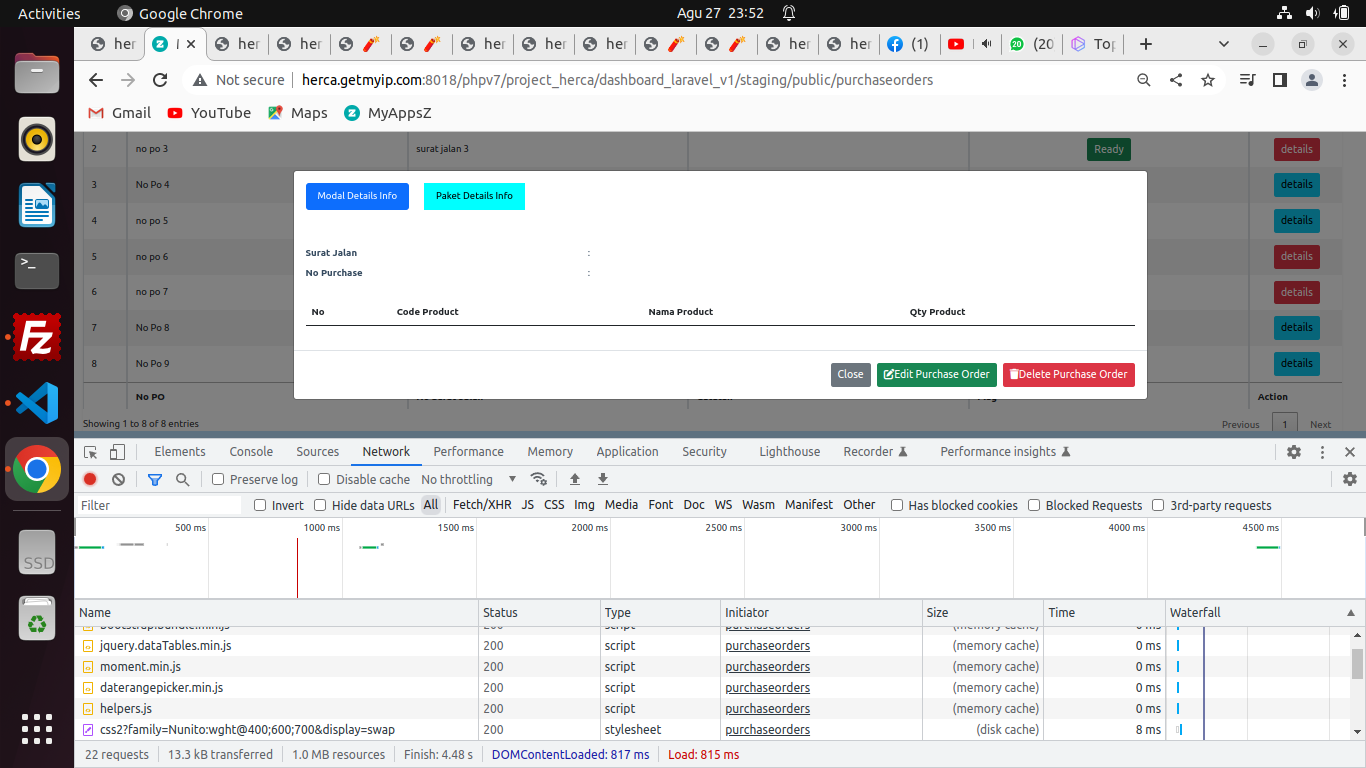 Activities Google Chrome Agu 27 23:52
her her her her her her her her (1) (20 Top
Not secure herca.getmyip.com:8018/phpv7/project_herca/dashboard_laravel_v1/staging/public/purchaseorders
Gmail YouTube Maps MyAppsZ
2 no po 3 surat jalan 3 Ready details
Modal Details Info Paket Details Info
3 No Po 4 details
4 no po 5 details
Surat Jalan :
5 no po 6 details
No Purchase :
6 no po 7 details
No Code Product Nama Product Qty Product
7 No Po 8 details
8 No Po 9 details
Close Edit Purchase Order Delete Purchase Order
No PO Action
Showing 1 to 8 of 8 entries Previous 1 Next
Elements Console Sources Network Performance Memory Application Security Lighthouse Recorder Performance insights
Preserve log Disable cache No throttling
Filter Invert Hide data URLs All Fetch/XHR JS CSS Img Media Font Doc WS Wasm Manifest Other Has blocked cookies Blocked Requests 3rd-party requests
500 ms 1000 ms 1500 ms 2000 ms 2500 ms 3000 ms 3500 ms 4000 ms 4500 ms
Name Status Type Initiator Size Time Waterfall
bootstrap.bundle.min.js 200 script purchaseorders (memory cache) 0 ms
jquery.dataTables.min.js 200 script purchaseorders (memory cache) 0 ms
moment.min.js 200 script purchaseorders (memory cache) 0 ms
daterangepicker.min.js 200 script purchaseorders (memory cache) 0 ms
helpers.js 200 script purchaseorders (memory cache) 0 ms
css2?family=Nunito:wght@400;600;700&display=swap 200 stylesheet purchaseorders (disk cache) 8 ms
22 requests 13.3 kB transferred 1.0 MB resources Finish: 4.48 s DOMContentLoaded: 817 ms Load: 815 ms
SSD